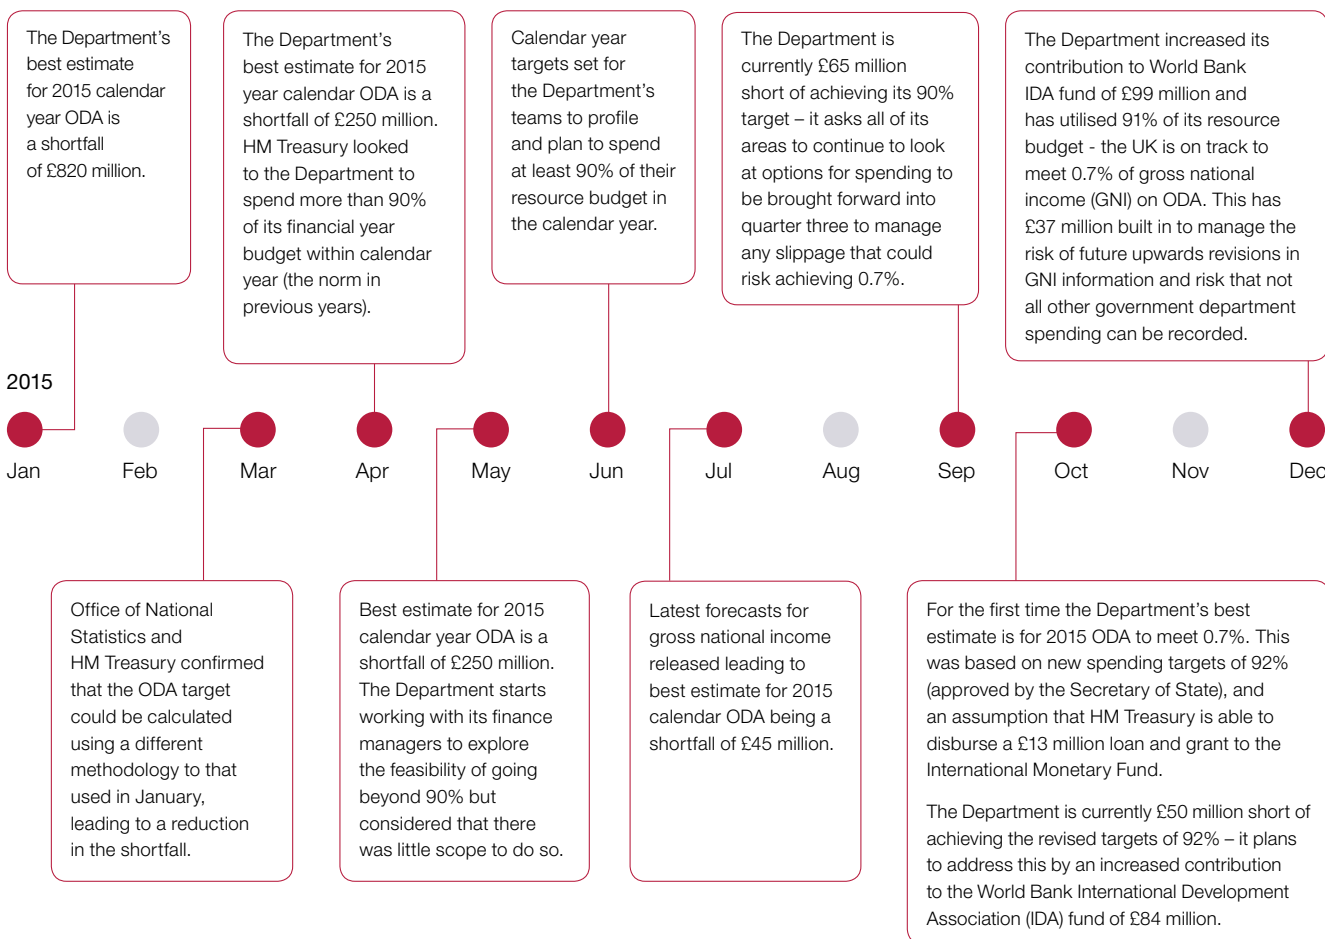 The Department's
best estimate
for 2015 calendar
year ODA is
a shortfall
of £820 million.
The Department's
best estimate for 2015
year calendar ODA is a
shortfall of £250 million.
HM Treasury looked
to the Department to
spend more than 90%
of its financial year
budget within calendar
year (the norm in
previous years).
Calendar year
targets set for
the Department's
teams to profile
and plan to spend
at least 90% of their
resource budget in
the calendar year.
The Department is
currently £65 million
short of achieving its 90%
target – it asks all of its
areas to continue to look
at options for spending to
be brought forward into
quarter three to manage
any slippage that could
risk achieving 0.7%.
The Department increased its
contribution to World Bank
IDA fund of £99 million and
has utilised 91% of its resource
budget - the UK is on track to
meet 0.7% of gross national
income (GNI) on ODA. This has
£37 million built in to manage the
risk of future upwards revisions in
GNI information and risk that not
all other government department
spending can be recorded.
2015
Jan Feb Mar Apr May Jun Jul Aug Sep Oct Nov Dec
Office of National
Statistics and
HM Treasury confirmed
that the ODA target
could be calculated
using a different
methodology to that
used in January,
leading to a reduction
in the shortfall.
Best estimate for 2015
calendar year ODA is a
shortfall of £250 million.
The Department starts
working with its finance
managers to explore
the feasibility of going
beyond 90% but
considered that there
was little scope to do so.
Latest forecasts for
gross national income
released leading to
best estimate for 2015
calendar ODA being a
shortfall of £45 million.
For the first time the Department's best
estimate is for 2015 ODA to meet 0.7%. This
was based on new spending targets of 92%
(approved by the Secretary of State), and
an assumption that HM Treasury is able to
disburse a £13 million loan and grant to the
International Monetary Fund.
The Department is currently £50 million short of
achieving the revised targets of 92% – it plans
to address this by an increased contribution
to the World Bank International Development
Association (IDA) fund of £84 million.